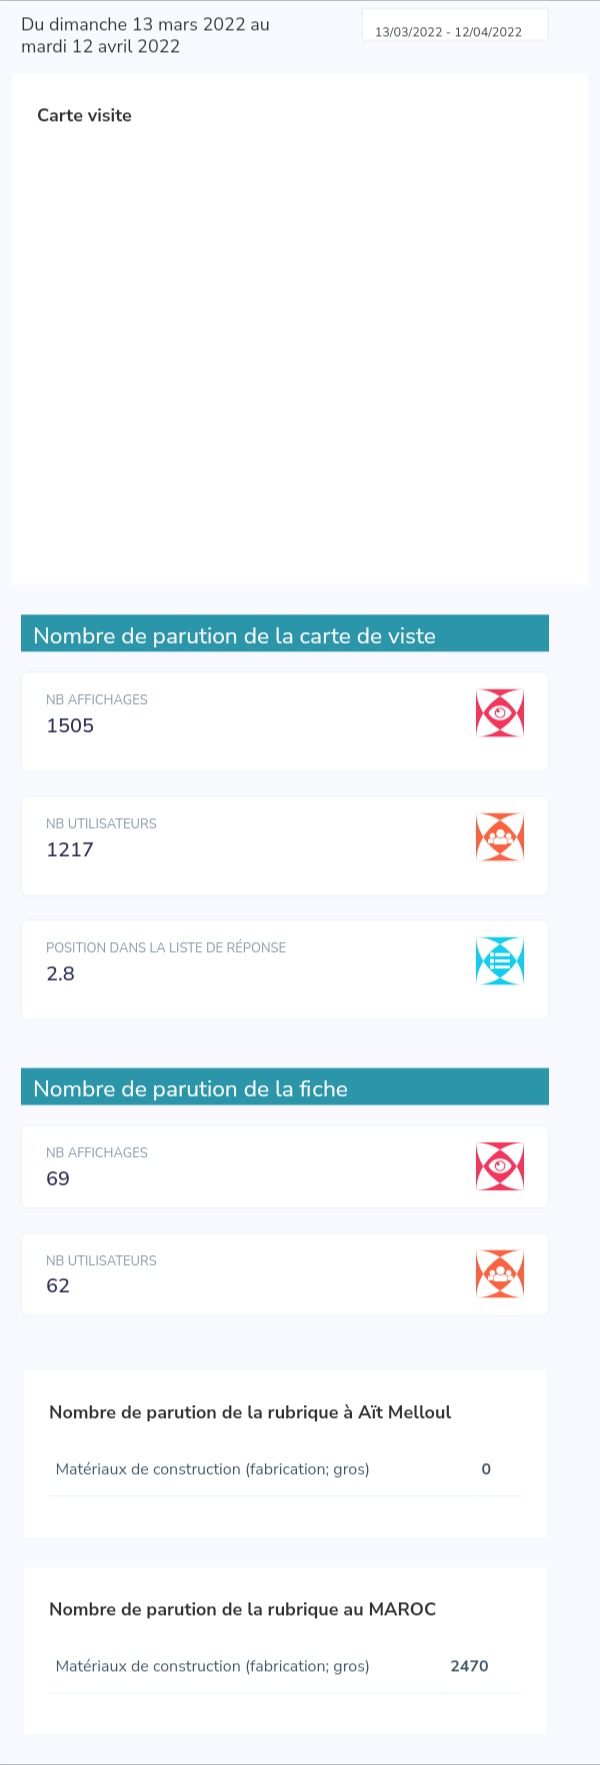 Du dimanche 13 mars 2022 au
mardi 12 avril 2022
13/03/2022 - 12/04/2022
Carte visite
Nombre de parution de la carte de viste
NB AFFICHAGES
1505
NB UTILISATEURS
1217
POSITION DANS LA LISTE DE RÉPONSE
2.8
Nombre de parution de la fiche
NB AFFICHAGES
69
NB UTILISATEURS
62
Nombre de parution de la rubrique à Aït Melloul
Matériaux de construction (fabrication; gros) 0
Nombre de parution de la rubrique au MAROC
Matériaux de construction (fabrication; gros) 2470